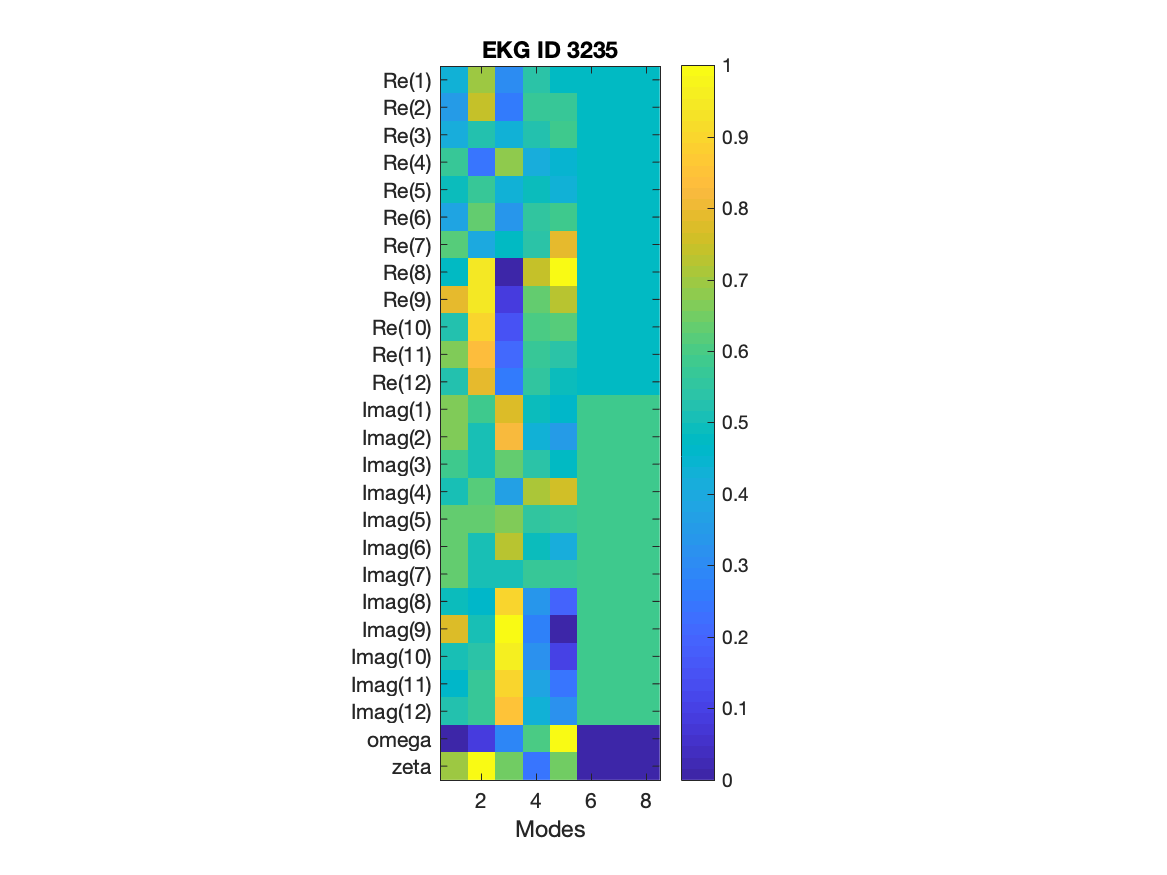 EKG ID 3235
Re(1)
Re(2)
Re(3)
Re(4)
Re(5)
Re(6)
Re(7)
Re(8)
Re(9)
Re(10)
Re(11)
Re(12)
Imag(1)
Imag(2)
Imag(3)
Imag(4)
Imag(5)
Imag(6)
Imag(7)
Imag(8)
Imag(9)
Imag(10)
Imag(11)
Imag(12)
omega
zeta
2 4 6 8
Modes
1
0.9
0.8
0.7
0.6
0.5
0.4
0.3
0.2
0.1
0